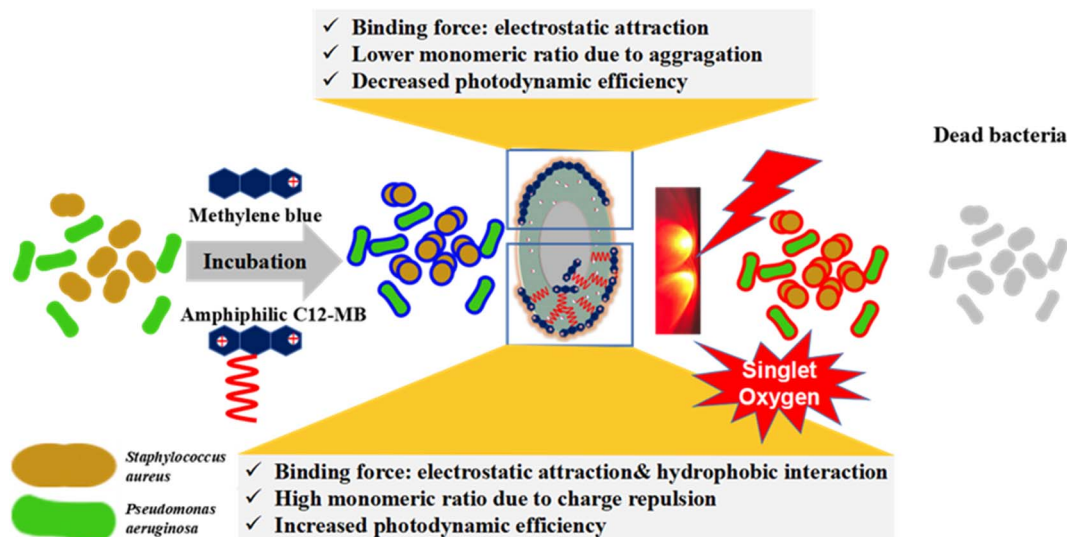 ✓ Binding force: electrostatic attraction
✓ Lower monomeric ratio due to aggragation
✓ Decreased photodynamic efficiency
Dead bacteria
Methylene blue
Incubation
Amphiphilic C12-MB
Singlet
Oxygen
Staphylococcus
aureus
Pseudomonas
aeruginosa
✓ Binding force: electrostatic attraction& hydrophobic interaction
✓ High monomeric ratio due to charge repulsion
✓ Increased photodynamic efficiency